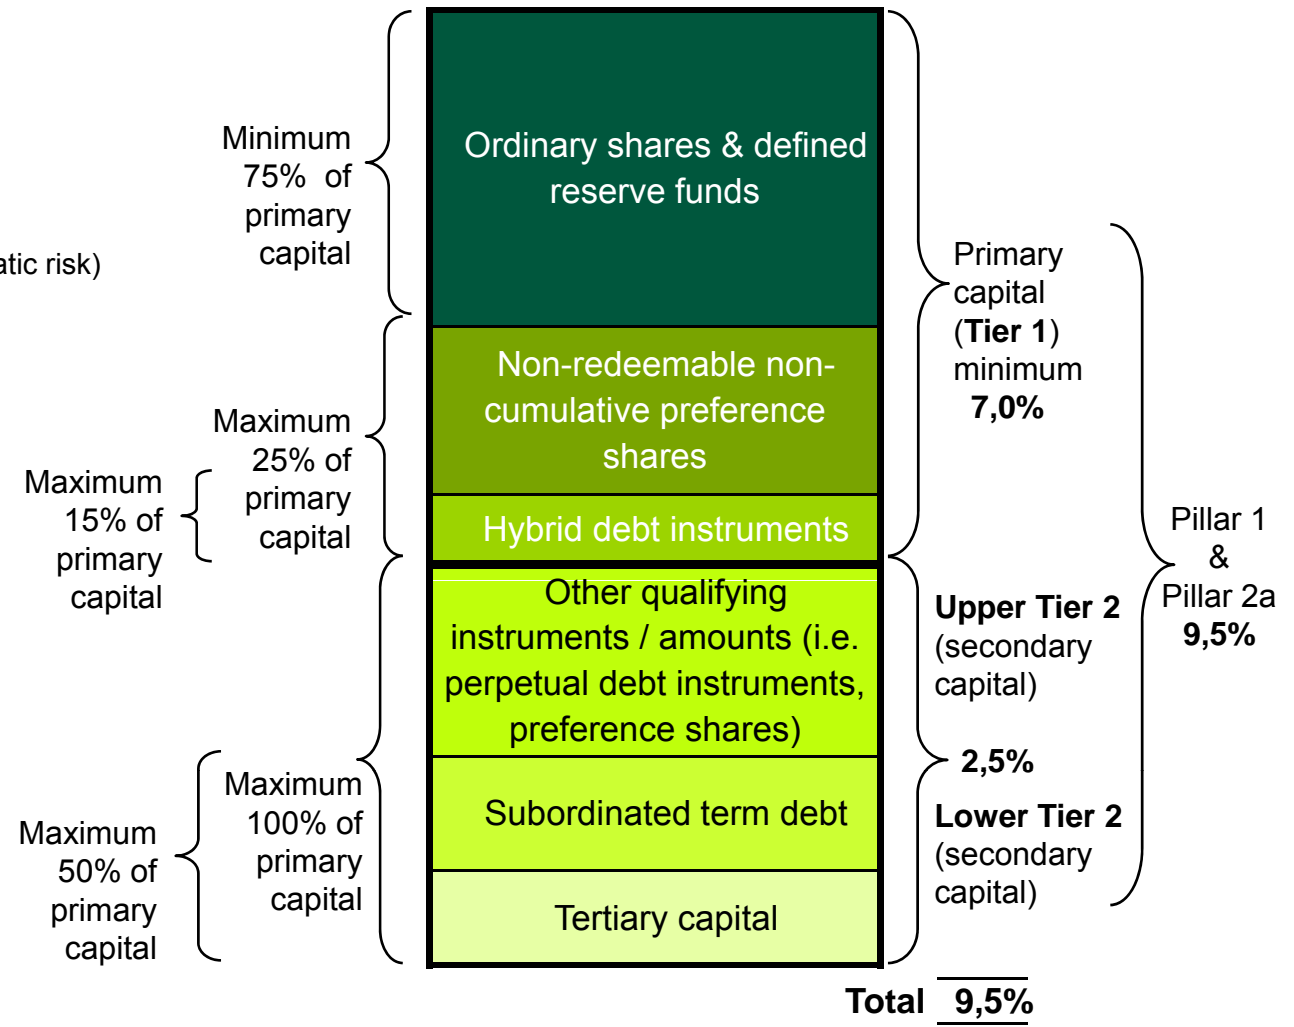 Minimum
75% of
primary
capital
atic risk)
Maximum
25% of
primary
capital
Maximum
15% of
primary
capital
Maximum
100% of
primary
capital
Maximum
50% of
primary
capital
Ordinary shares & defined
reserve funds
Non-redeemable non-
cumulative preference
shares
Hybrid debt instruments
Other qualifying
instruments / amounts (i.e.
perpetual debt instruments,
preference shares)
Subordinated term debt
Tertiary capital
Primary
capital
(Tier 1)
minimum
7,0%
Upper Tier 2
(secondary
capital)
2,5%
Lower Tier 2
(secondary
capital)
Pillar 1
&
Pillar 2a
9,5%
Total 9,5%